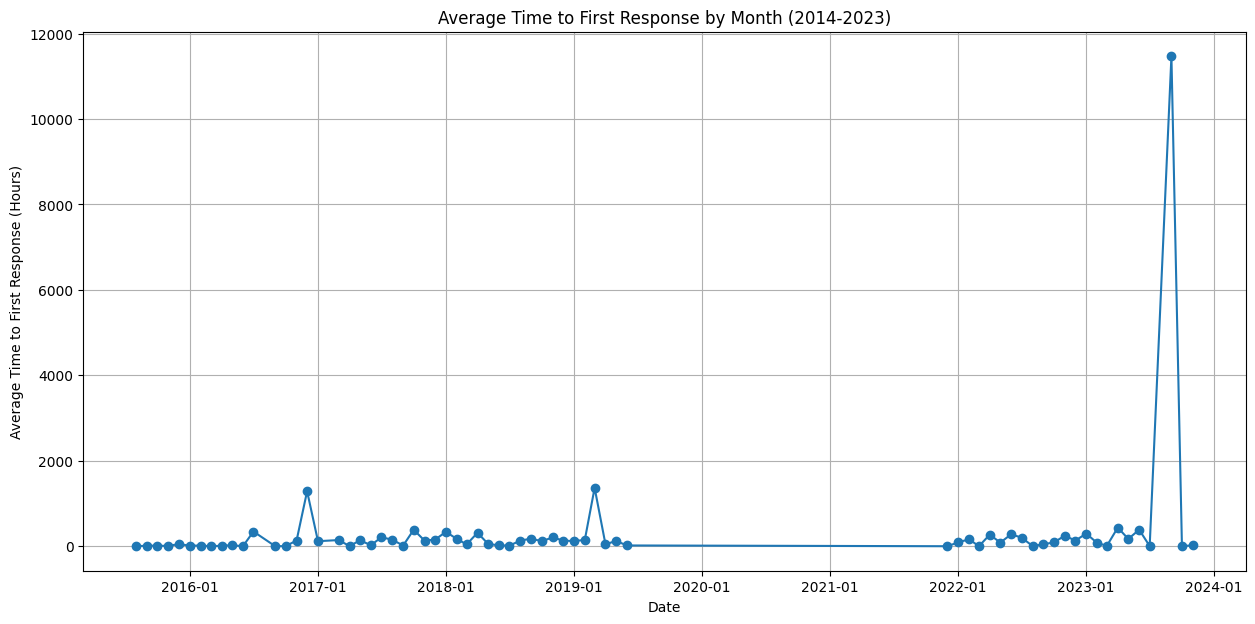 Average Time to First Response by Month (2014-2023)
Average Time to First Response (Hours)
12000
10000
8000
6000
4000
2000
0
2016-01 2017-01 2018-01 2019-01 2020-01 2021-01 2022-01 2023-01 2024-01
Date